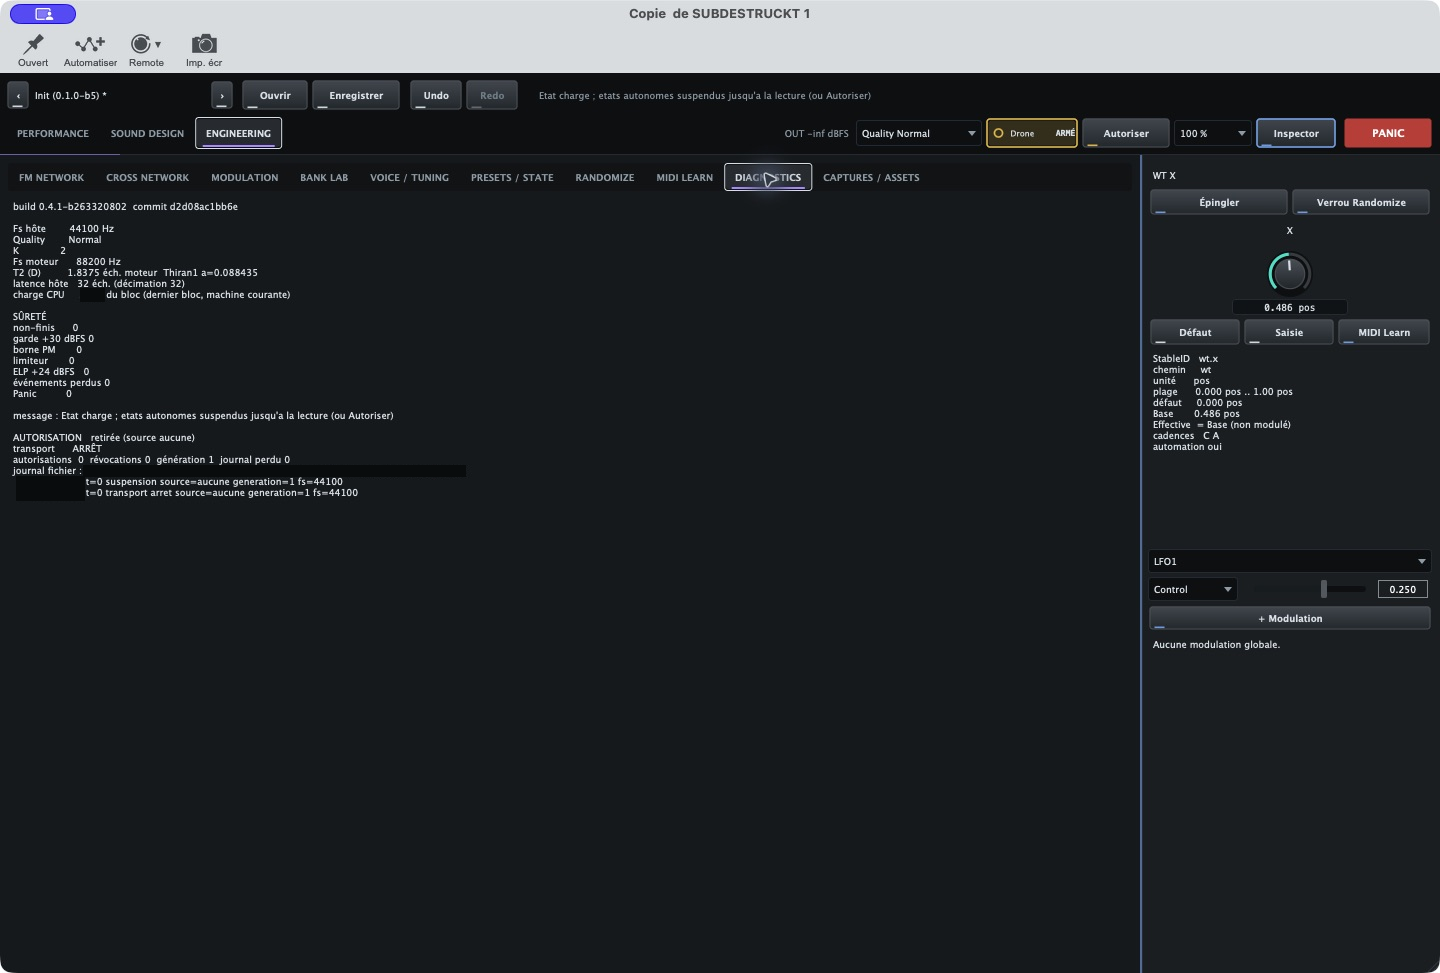 Copie de SUBDESTRUCKT 1
Ouvert Automatiser Remote Imp. écr
Init (0.1.0-b5) * Ouvrir Enregistrer Undo Redo Etat charge ; etats autonomes suspendus jusqu'a la lecture (ou Autoriser)
PERFORMANCE SOUND DESIGN ENGINEERING OUT -inf dBFS Quality Normal Drone ARMÉ Autoriser 100 % Inspector PANIC
FM NETWORK CROSS NETWORK MODULATION BANK LAB VOICE / TUNING PRESETS / STATE RANDOMIZE MIDI LEARN DIAGNOSTICS CAPTURES / ASSETS
build 0.4.1-b263320802 commit d2d08ac1bb6e
Fs hôte 44100 Hz
Quality Normal
K 2
Fs moteur 88200 Hz
T2 (D) 1.8375 éch. moteur Thiran1 a=0.088435
latence hôte 32 éch. (décimation 32)
charge CPU du bloc (dernier bloc, machine courante)
SÛRETÉ
non-finis 0
garde +30 dBFS 0
borne PM 0
limiteur 0
ELP +24 dBFS 0
événements perdus 0
Panic 0
message : Etat charge ; etats autonomes suspendus jusqu'a la lecture (ou Autoriser)
AUTORISATION retirée (source aucune)
transport ARRÊT
autorisations 0 révocations 0 génération 1 journal perdu 0
journal fichier :
t=0 suspension source=aucune generation=1 fs=44100
t=0 transport arret source=aucune generation=1 fs=44100
WT X
Épingler Verrou Randomize
X
0.486 pos
Défaut Saisie MIDI Learn
StableID wt.x
chemin wt
unité pos
plage 0.000 pos .. 1.00 pos
défaut 0.000 pos
Base 0.486 pos
Effective = Base (non modulé)
cadences C A
automation oui
LFO1
Control 0.250
+ Modulation
Aucune modulation globale.